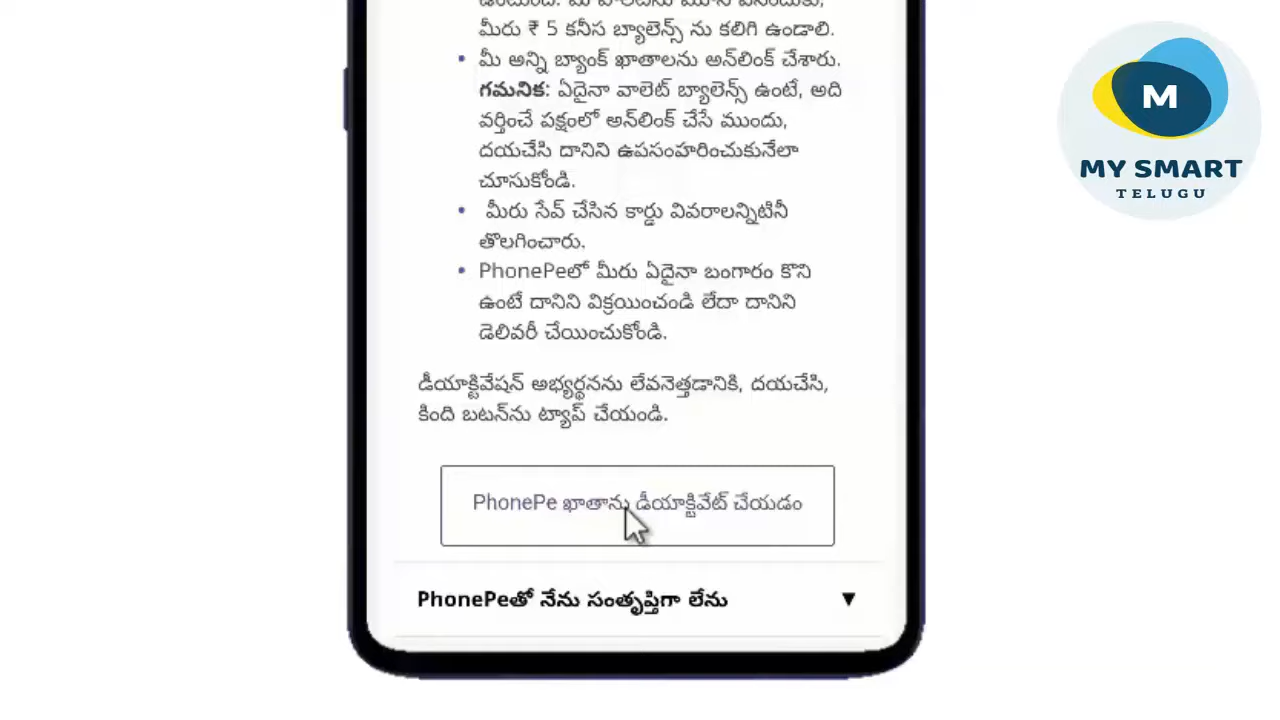 మీరు ₹ 5 కనీస బ్యాలెన్స్ ను కలిగి ఉండాలి.
• మీ అన్ని బ్యాంక్ ఖాతాలను అన్‌లింక్ చేశారు.
గమనిక: ఏదైనా వాలెట్ బ్యాలెన్స్ ఉంటే, అది
వర్తించే పక్షంలో అన్‌లింక్ చేసే ముందు,
దయచేసి దానిని ఉపసంహరించుకునేలా
చూసుకోండి.
• మీరు సేవ్ చేసిన కార్డు వివరాలన్నిటినీ
తొలగించారు.
• PhonePeలో మీరు ఏదైనా బంగారం కొని
ఉంటే దానిని విక్రయించండి లేదా దానిని
డెలివరీ చేయించుకోండి.
డీయాక్టివేషన్ అభ్యర్థనను లేవనెత్తడానికి, దయచేసి,
కింది బటన్‌ను ట్యాప్ చేయండి.
PhonePe ఖాతాను డీయాక్టివేట్ చేయడం
PhonePeతో నేను సంతృప్తిగా లేను ▼
M
MY SMART
TELUGU